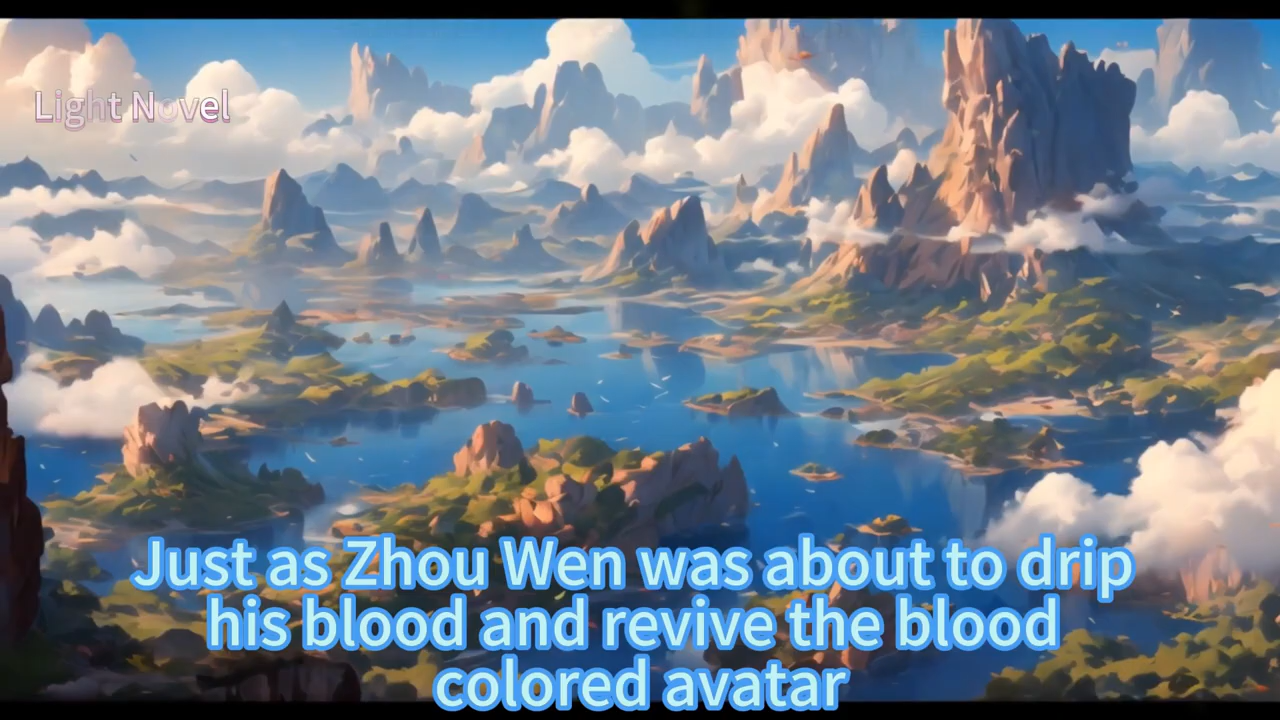 Light Novel
Just as Zhou Wen was about to drip
his blood and revive the blood
colored avatar